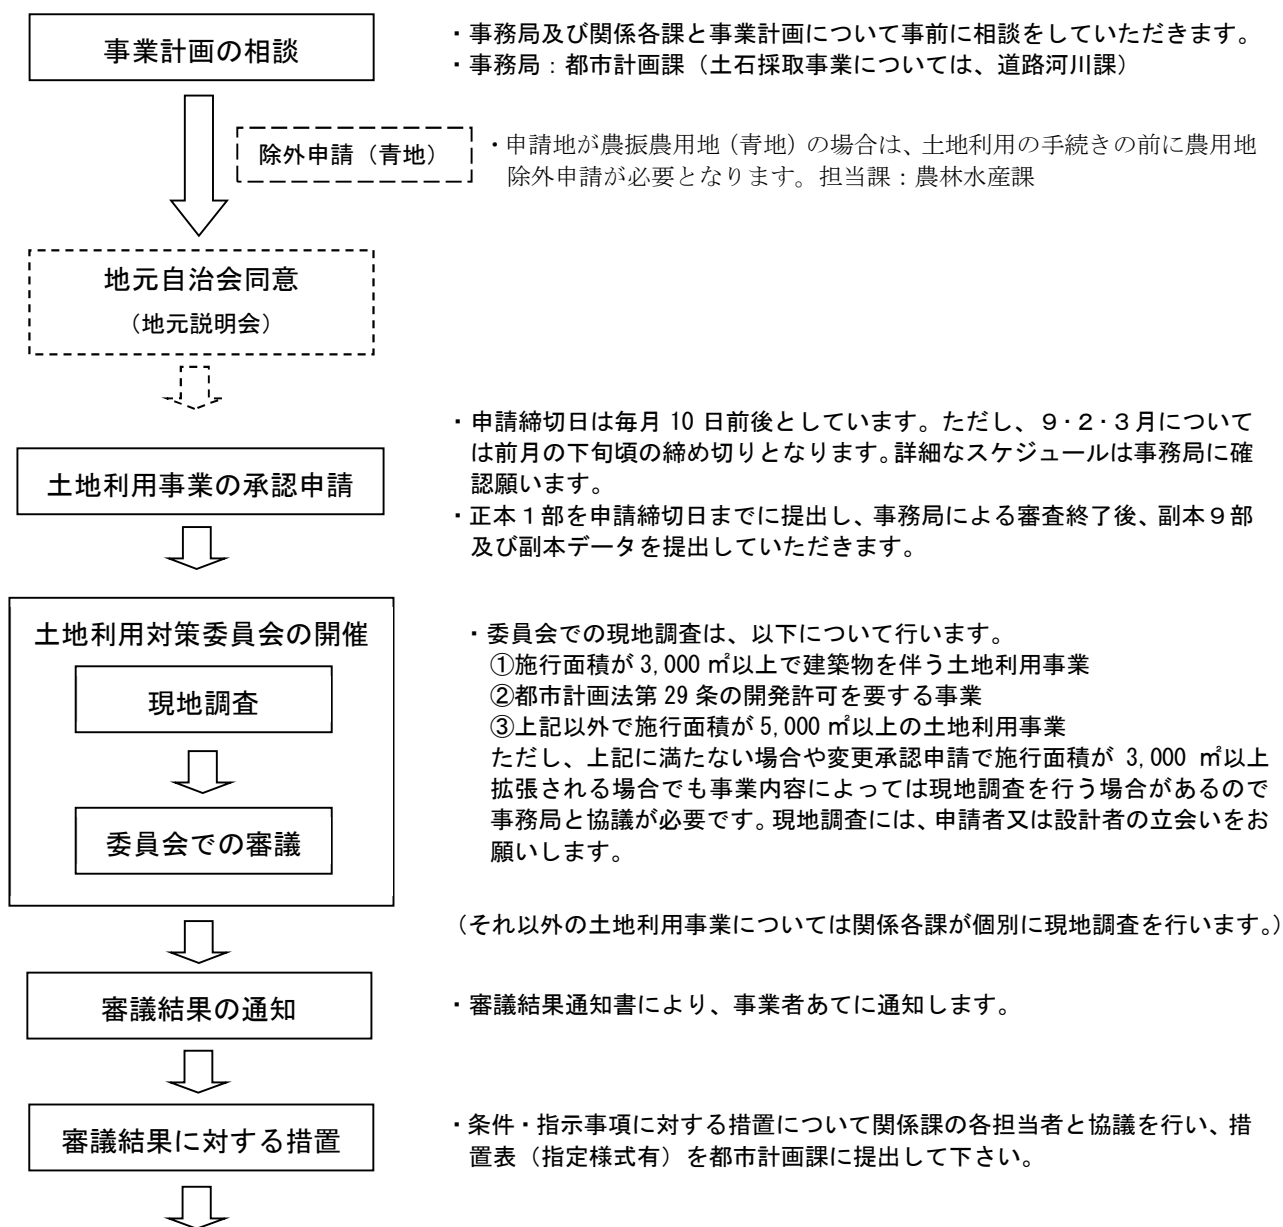 事業計画の相談
・事務局及び関係各課と事業計画について事前に相談をしていただきます。
・事務局：都市計画課（土石採取事業については、道路河川課）
除外申請（青地）
・申請地が農振農用地（青地）の場合は、土地利用の手続きの前に農用地
除外申請が必要となります。担当課：農林水産課
地元自治会同意
（地元説明会）
・申請締切日は毎月 10 日前後としています。ただし、９・２・３月について
は前月の下旬頃の締め切りとなります。詳細なスケジュールは事務局に確
認願います。
土地利用事業の承認申請
・正本１部を申請締切日までに提出し、事務局による審査終了後、副本９部
及び副本データを提出していただきます。
土地利用対策委員会の開催
現地調査
委員会での審議
・委員会での現地調査は、以下について行います。
①施行面積が 3,000 ㎡以上で建築物を伴う土地利用事業
②都市計画法第 29 条の開発許可を要する事業
③上記以外で施行面積が 5,000 ㎡以上の土地利用事業
ただし、上記に満たない場合や変更承認申請で施行面積が 3,000 ㎡以上
拡張される場合でも事業内容によっては現地調査を行う場合があるので
事務局と協議が必要です。現地調査には、申請者又は設計者の立会いをお
願いします。
（それ以外の土地利用事業については関係各課が個別に現地調査を行います。）
審議結果の通知
・審議結果通知書により、事業者あてに通知します。
審議結果に対する措置
・条件・指示事項に対する措置について関係課の各担当者と協議を行い、措
置表（指定様式有）を都市計画課に提出して下さい。